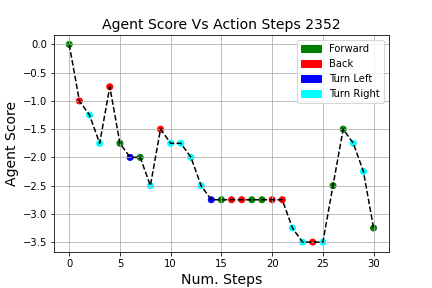 Agent Score Vs Action Steps 2352
Forward
Back
Turn Left
Turn Right
Agent Score
0.0
−0.5
−1.0
−1.5
−2.0
−2.5
−3.0
−3.5
0 5 10 15 20 25 30
Num. Steps